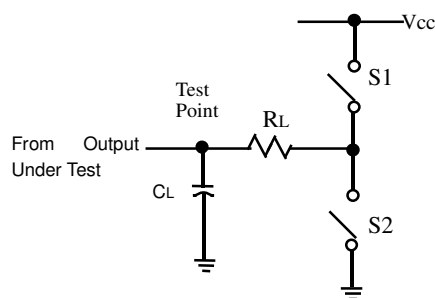 Vcc
S1
Test
Point
RL
From Output
Under Test
CL
S2